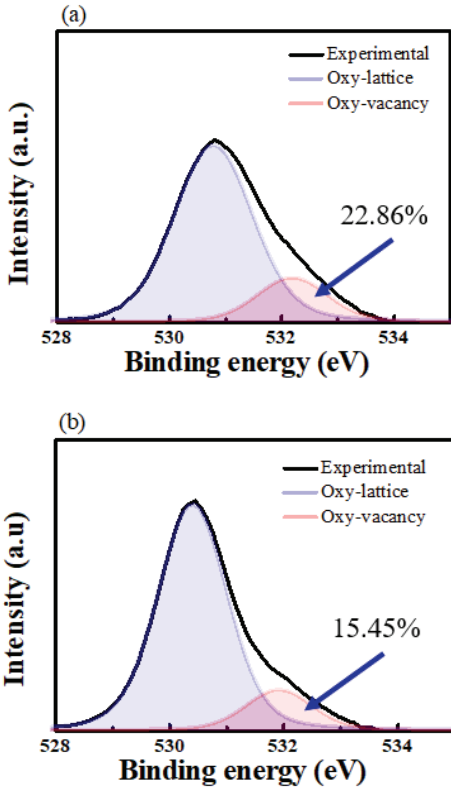 (a)
Experimental
Oxy-lattice
Oxy-vacancy
22.86%
Intensity (a.u.)
528 530 532 534
Binding energy (eV)
(b)
Experimental
Oxy-lattice
Oxy-vacancy
15.45%
Intensity (a.u)
528 530 532 534
Binding energy (eV)